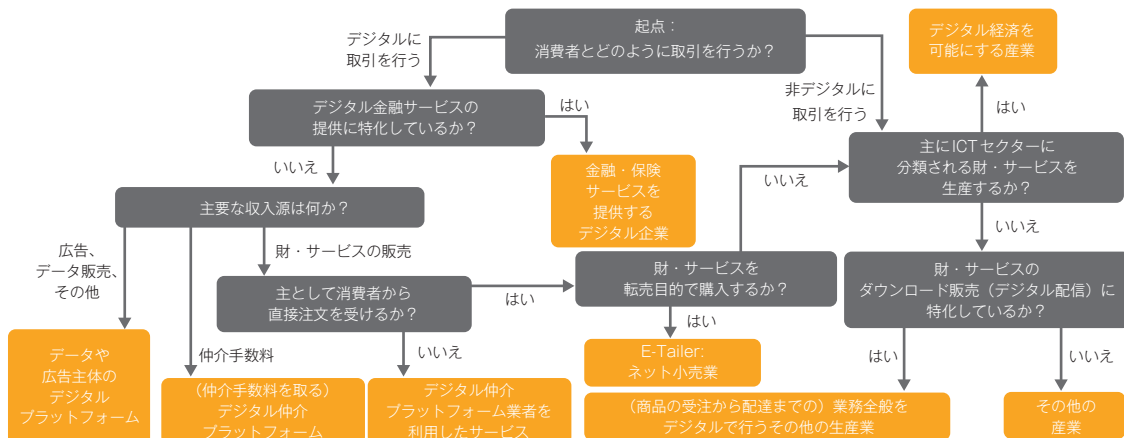 起点：
消費者とどのように取引を行うか？
デジタルに
取引を行う
非デジタルに
取引を行う
デジタル経済を
可能にする産業
はい
デジタル金融サービスの
提供に特化しているか？
はい
いいえ
金融・保険
サービスを
提供する
デジタル企業
主にICTセクターに
分類される財・サービスを
生産するか？
いいえ
いいえ
主要な収入源は何か？
広告、
データ販売、
その他
仲介手数料
財・サービスの販売
主として消費者から
直接注文を受けるか？
はい
いいえ
財・サービスを
転売目的で購入するか？
はい
財・サービスの
ダウンロード販売（デジタル配信）に
特化しているか？
はい
いいえ
データや
広告主体の
デジタル
プラットフォーム
（仲介手数料を取る）
デジタル仲介
プラットフォーム
デジタル仲介
プラットフォーム業者を
利用したサービス
E-Tailer:
ネット小売業
（商品の受注から配達までの）業務全般を
デジタルで行うその他の生産業
その他の
産業